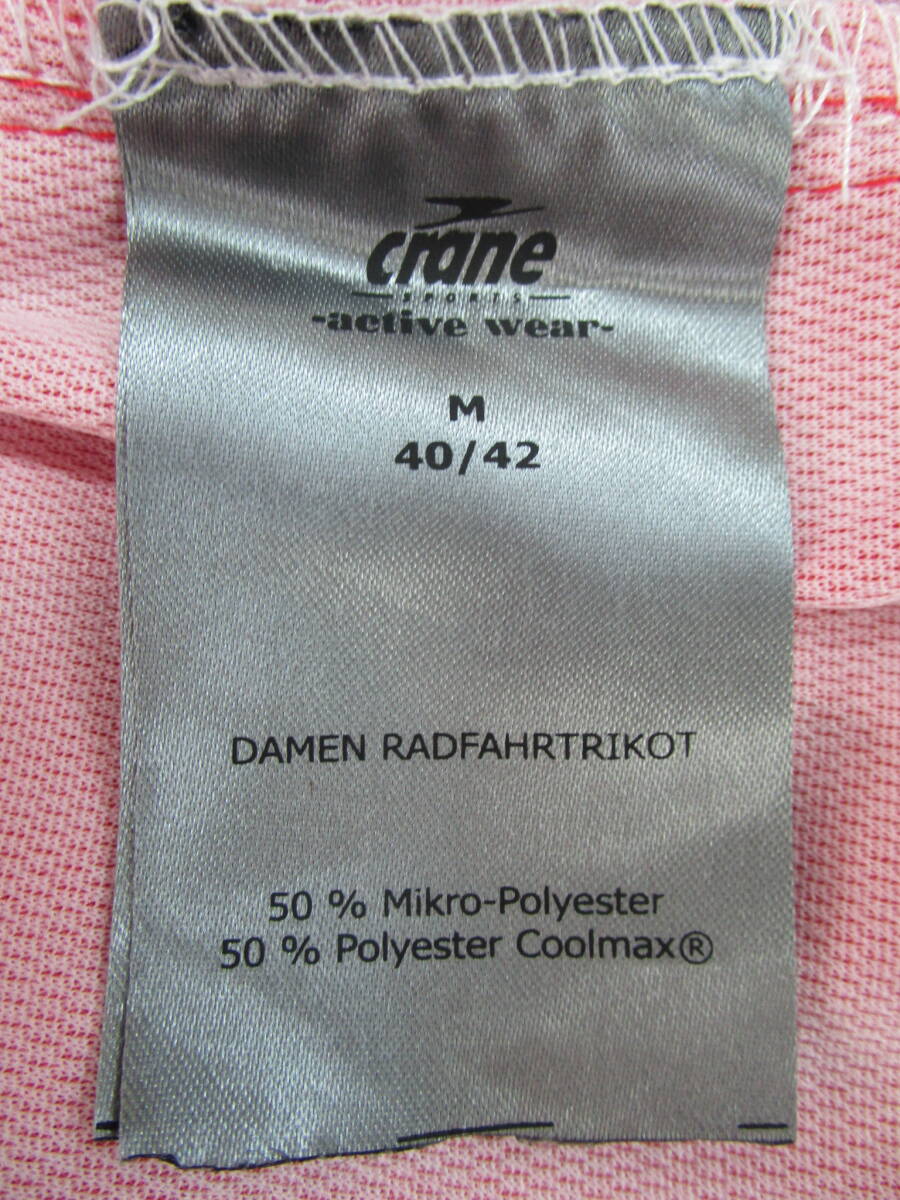 crane
SPORTS
-active wear-
M
40/42
DAMEN RADFAHRTRIKOT
50 % Mikro-Polyester
50 % Polyester Coolmax®